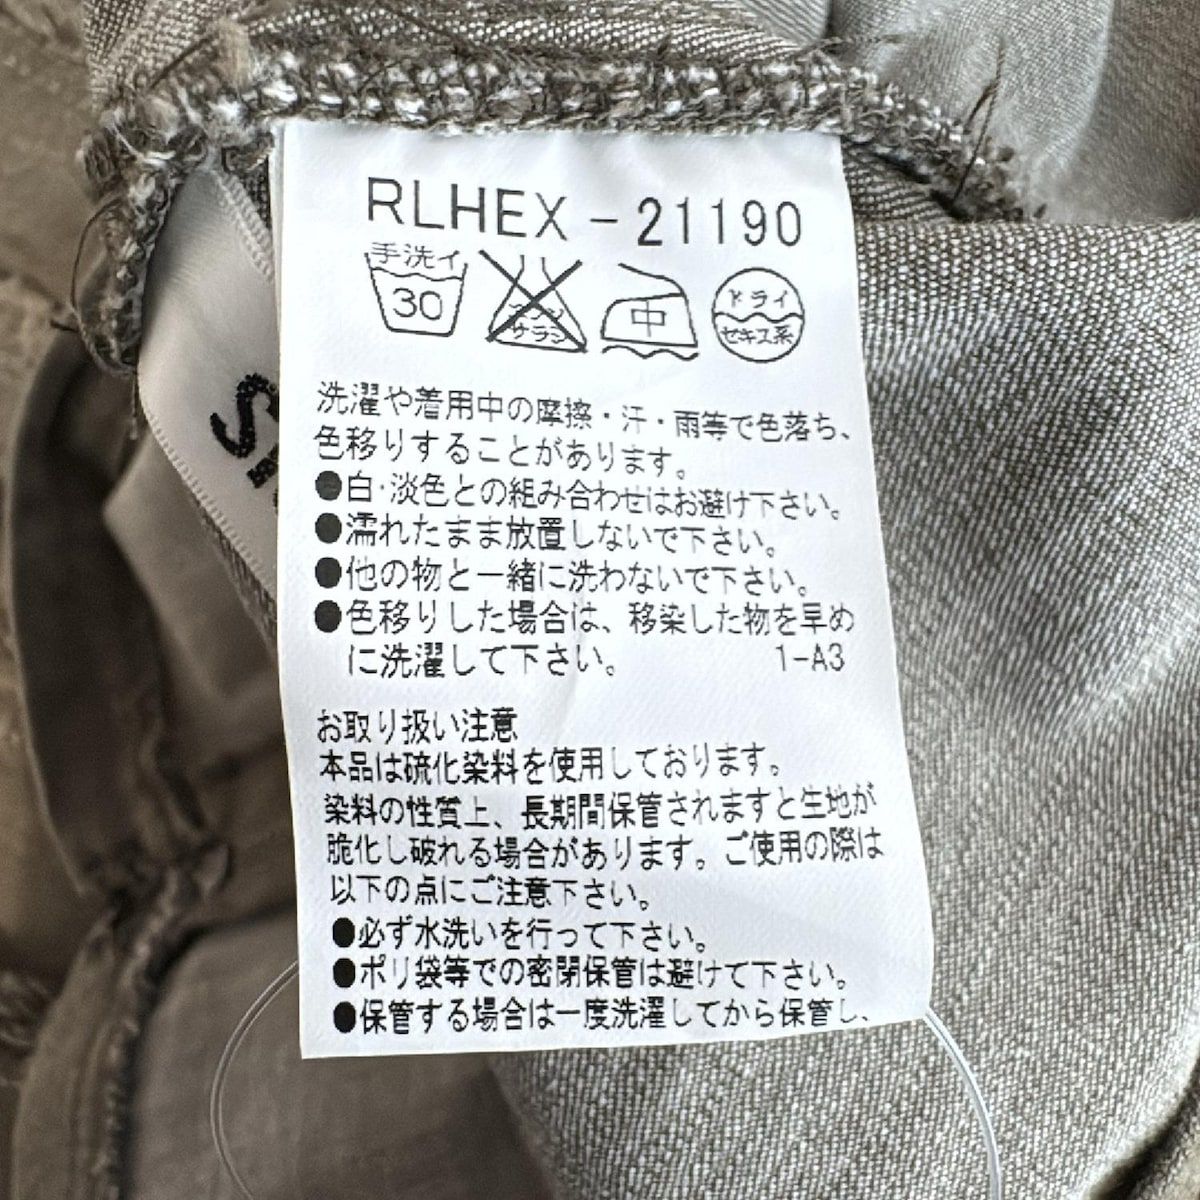 RLHEX-21190
手洗イ
30
エンソ
サラシ
中
ドライ
セキユ系
洗濯や着用中の摩擦・汗・雨等で色落ち、
色移りすることがあります。
●白・淡色との組み合わせはお避け下さい。
●濡れたまま放置しないで下さい。
●他の物と一緒に洗わないで下さい。
●色移りした場合は、移染した物を早め
に洗濯して下さい。 1-A3
お取り扱い注意
本品は硫化染料を使用しております。
染料の性質上、長期間保管されますと生地が
脆化し破れる場合があります。ご使用の際は
以下の点にご注意下さい。
●必ず水洗いを行って下さい。
●ポリ袋等での密閉保管は避けて下さい。
●保管する場合は一度洗濯してから保管し、